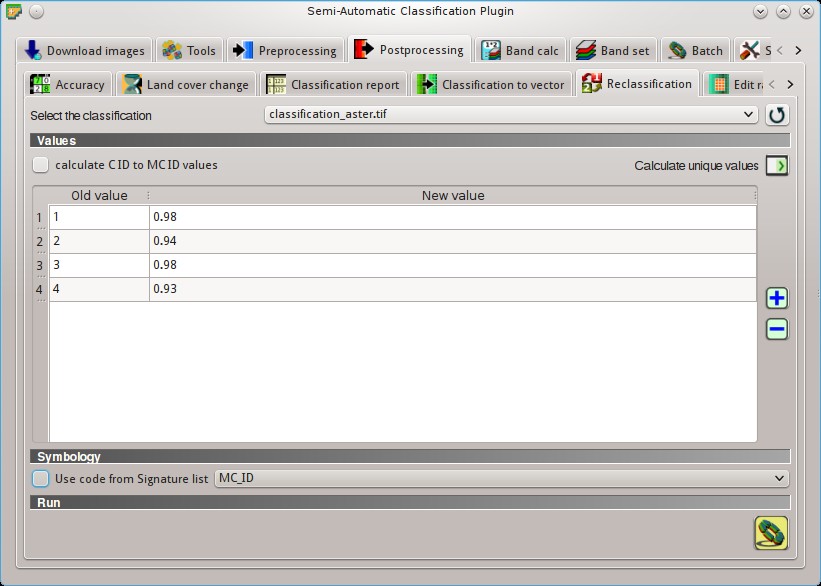 Semi-Automatic Classification Plugin
Download images Tools Preprocessing Postprocessing Band calc Band set Batch S
Accuracy Land cover change Classification report Classification to vector Reclassification Edit ra
Select the classification classification_aster.tif
Values
calculate C ID to MC ID values Calculate unique values
Old value New value
1 1 0.98
2 2 0.94
3 3 0.98
4 4 0.93
Symbology
Use code from Signature list MC_ID
Run